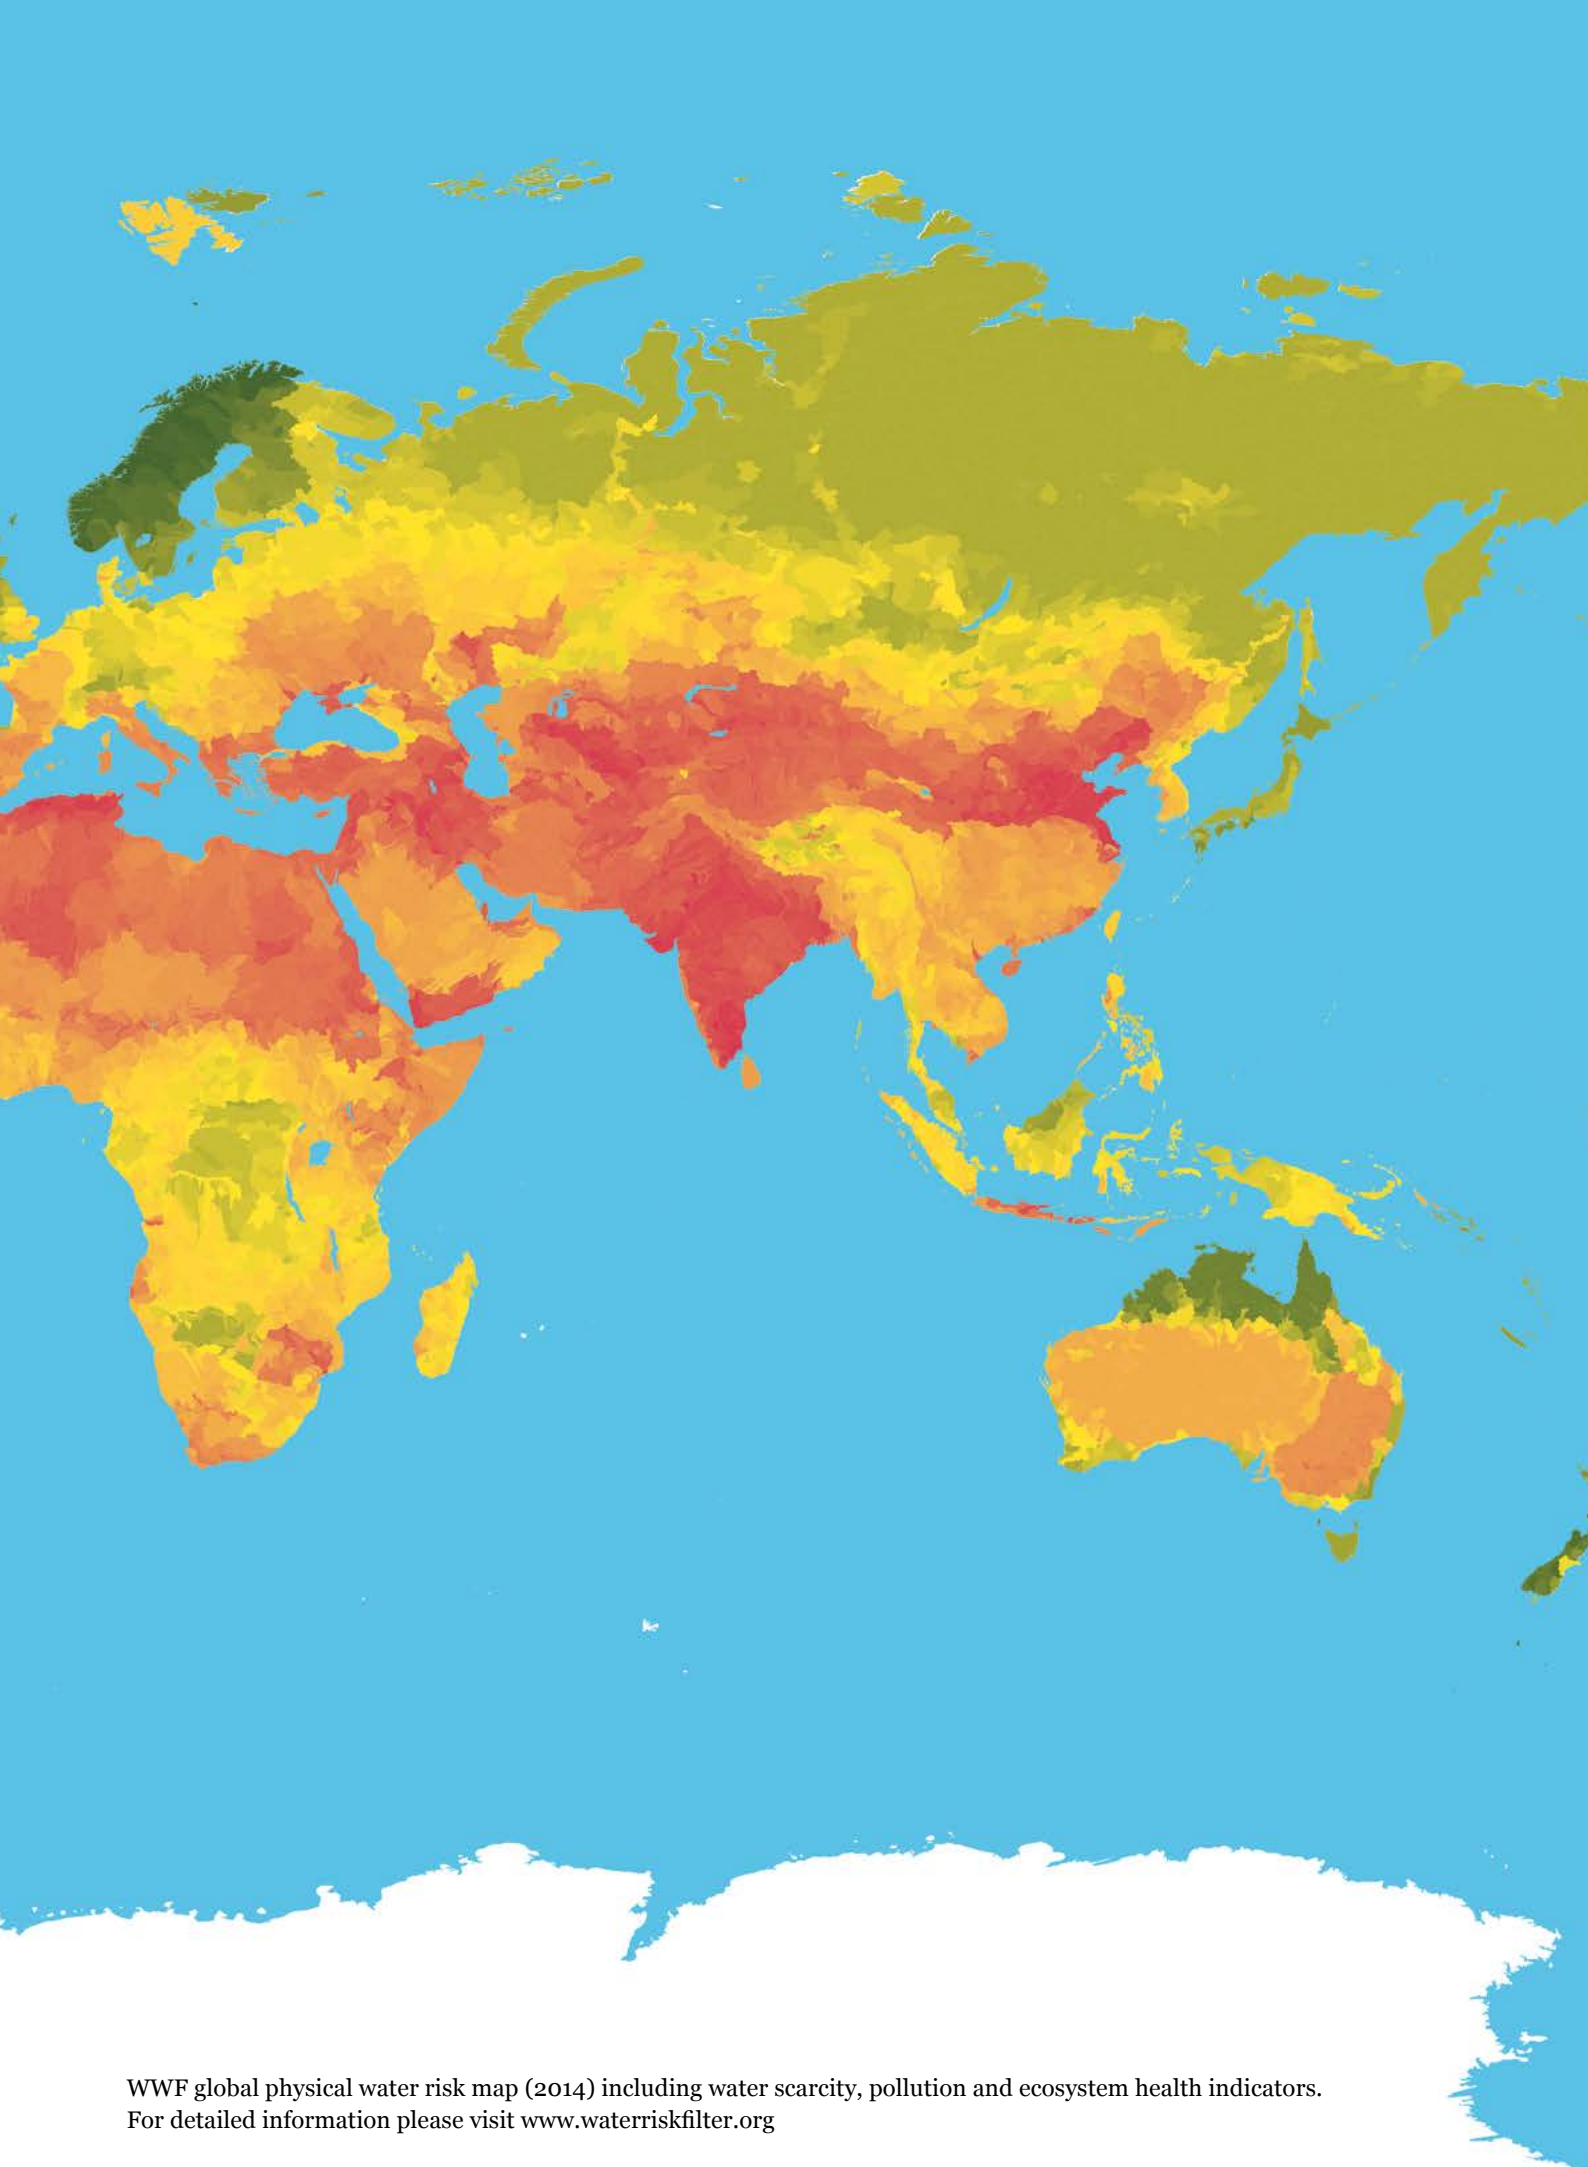 WWF global physical water risk map (2014) including water scarcity, pollution and ecosystem health indicators.
For detailed information please visit www.waterriskfilter.org